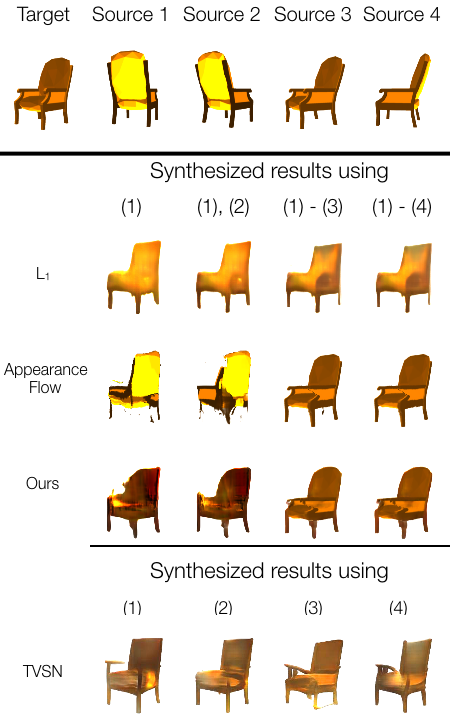 Target Source 1 Source 2 Source 3 Source 4
Synthesized results using
(1) (1), (2) (1) - (3) (1) - (4)
L₁
Appearance
Flow
Ours
Synthesized results using
(1) (2) (3) (4)
TVSN